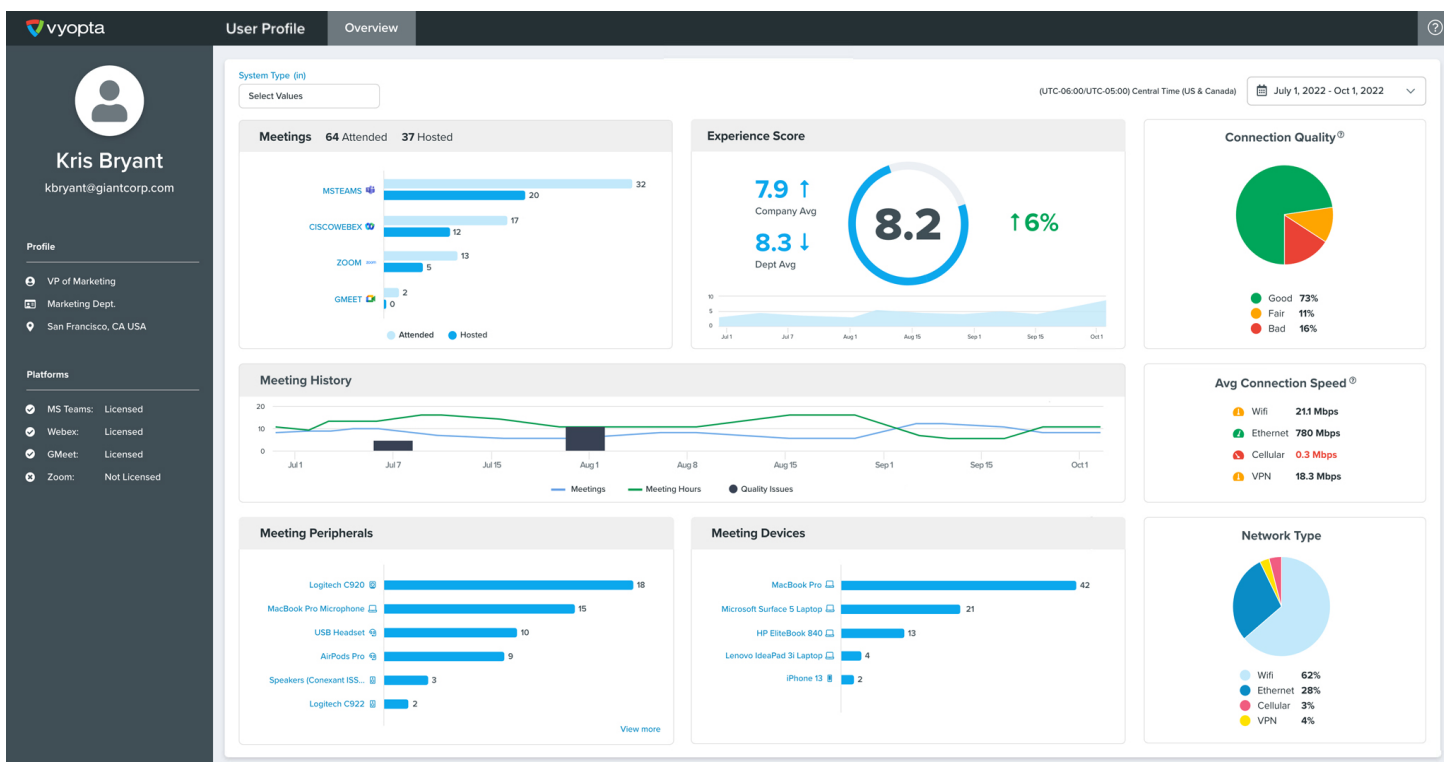 vyopta
User Profile
Overview
Kris Bryant
kbryant@giantcorp.com
Profile
VP of Marketing
Marketing Dept.
San Francisco, CA USA
Platforms
MS Teams: Licensed
Webex: Licensed
GMeet: Licensed
Zoom: Not Licensed
System Type (in)
Select Values
(UTC-06:00/UTC-05:00) Central Time (US & Canada)
July 1, 2022 - Oct 1, 2022
Meetings 64 Attended 37 Hosted
MSTEAMS 32
20
CISCOWEBEX 17
12
ZOOM zoom 13
5
GMEET 2
0
Attended Hosted
Experience Score
7.9 ↑
Company Avg
8.3 ↓
Dept Avg
8.2
↑ 6%
10
5
0
Jul 1 Jul 7 Aug 1 Aug 15 Sep 1 Sep 15 Oct 1
Connection Quality ?
Good 73%
Fair 11%
Bad 16%
Meeting History
20
10
0
Jul 1 Jul 7 Jul 15 Aug 1 Aug 8 Aug 15 Sep 1 Sep 15 Oct 1
Meetings Meeting Hours Quality Issues
Avg Connection Speed ?
Wifi 21.1 Mbps
Ethernet 780 Mbps
Cellular 0.3 Mbps
VPN 18.3 Mbps
Meeting Peripherals
Logitech C920 18
MacBook Pro Microphone 15
USB Headset 10
AirPods Pro 9
Speakers (Conexant ISS... 3
Logitech C922 2
View more
Meeting Devices
MacBook Pro 42
Microsoft Surface 5 Laptop 21
HP EliteBook 840 13
Lenovo IdeaPad 3i Laptop 4
iPhone 13 2
Network Type
Wifi 62%
Ethernet 28%
Cellular 3%
VPN 4%